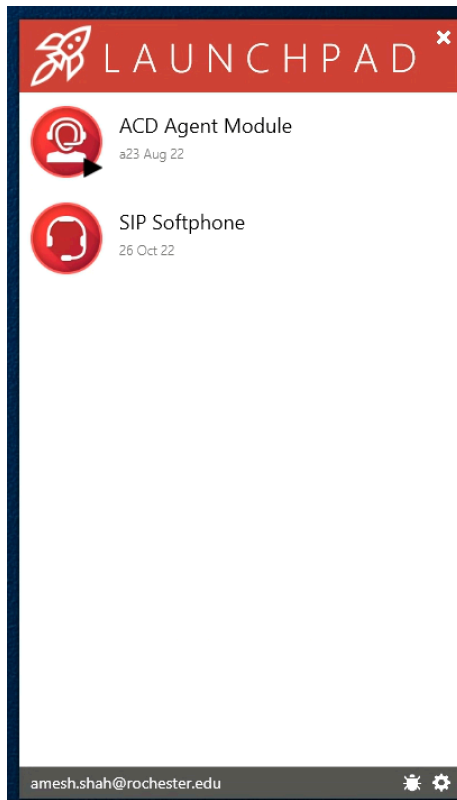 LAUNCHPAD
ACD Agent Module
a23 Aug 22
SIP Softphone
26 Oct 22
amesh.shah@rochester.edu